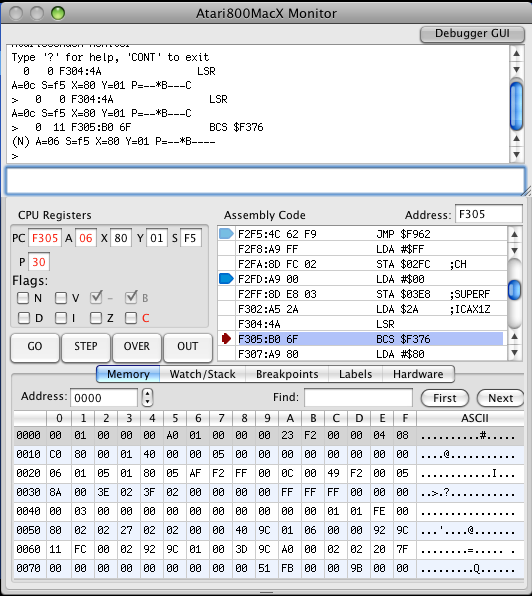 Atari800MacX Monitor
Debugger GUI
Type '?' for help, 'CONT' to exit
0 0 F304:4A LSR
A=0c S=f5 X=80 Y=01 P=--*B---C
> 0 0 F304:4A LSR
A=0c S=f5 X=80 Y=01 P=--*B---C
> 0 11 F305:B0 6F BCS $F376
(N) A=06 S=f5 X=80 Y=01 P=--*B----
>
CPU Registers
PC F305 A 06 X 80 Y 01 S F5
P 30
Flags:
N V - B
D I Z C
GO STEP OVER OUT
Assembly Code Address: F305
F2F5:4C 62 F9 JMP $F962
F2F8:A9 FF LDA #$FF
F2FA:8D FC 02 STA $02FC ;CH
F2FD:A9 00 LDA #$00
F2FF:8D E8 03 STA $03E8 ;SUPERF
F302:A5 2A LDA $2A ;ICAX1Z
F304:4A LSR
F305:B0 6F BCS $F376
F307:A9 80 LDA #$80
Memory Watch/Stack Breakpoints Labels Hardware
Address: 0000 Find: First Next
0 1 2 3 4 5 6 7 8 9 A B C D E F ASCII
0000 00 01 00 00 00 A0 01 00 00 00 23 F2 00 00 04 08 ..........#.....
0010 C0 80 00 01 40 00 00 05 00 00 00 00 00 00 00 00 ....@...........
0020 06 01 05 01 80 05 AF F2 FF 00 0C 00 49 F2 00 05 ............I...
0030 8A 00 3E 02 3F 02 00 00 00 00 FF FF FF 00 00 00 ..>.?...........
0040 00 03 00 00 00 00 00 00 00 00 00 00 01 01 FE 00 ................
0050 80 02 02 27 02 02 00 00 40 9C 01 06 00 00 92 9C ...'....@.......
0060 11 FC 00 02 92 9C 01 00 3D 9C A0 00 02 02 20 7F ........=..... .
0070 00 00 00 00 00 00 00 00 00 51 FB 00 00 9B 00 00 .........Q......